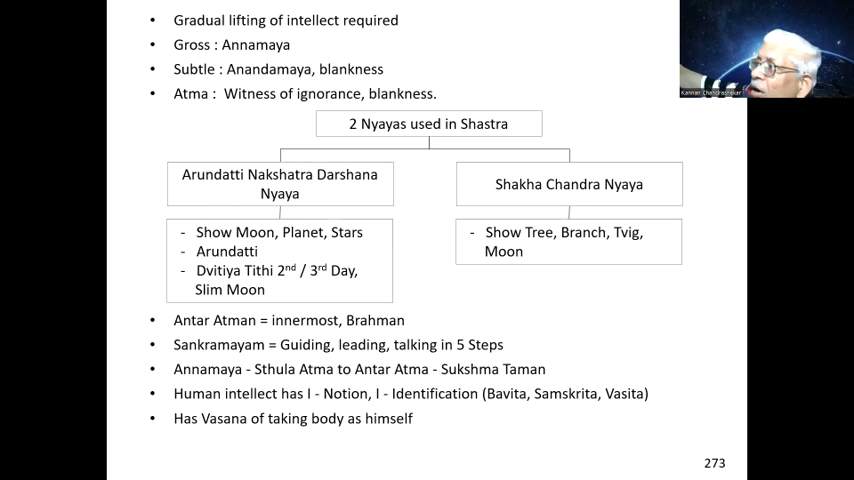 • Gradual lifting of intellect required
• Gross : Annamaya
• Subtle : Anandamaya, blankness
• Atma : Witness of ignorance, blankness.
2 Nyayas used in Shastra
Arundatti Nakshatra Darshana
Nyaya
- Show Moon, Planet, Stars
- Arundatti
- Dvitiya Tithi 2nd / 3rd Day,
Slim Moon
Shakha Chandra Nyaya
- Show Tree, Branch, Tvig,
Moon
• Antar Atman = innermost, Brahman
• Sankramayam = Guiding, leading, talking in 5 Steps
• Annamaya - Sthula Atma to Antar Atma - Sukshma Taman
• Human intellect has I - Notion, I - Identification (Bavita, Samskrita, Vasita)
• Has Vasana of taking body as himself
273
Kannan Chandrasekar